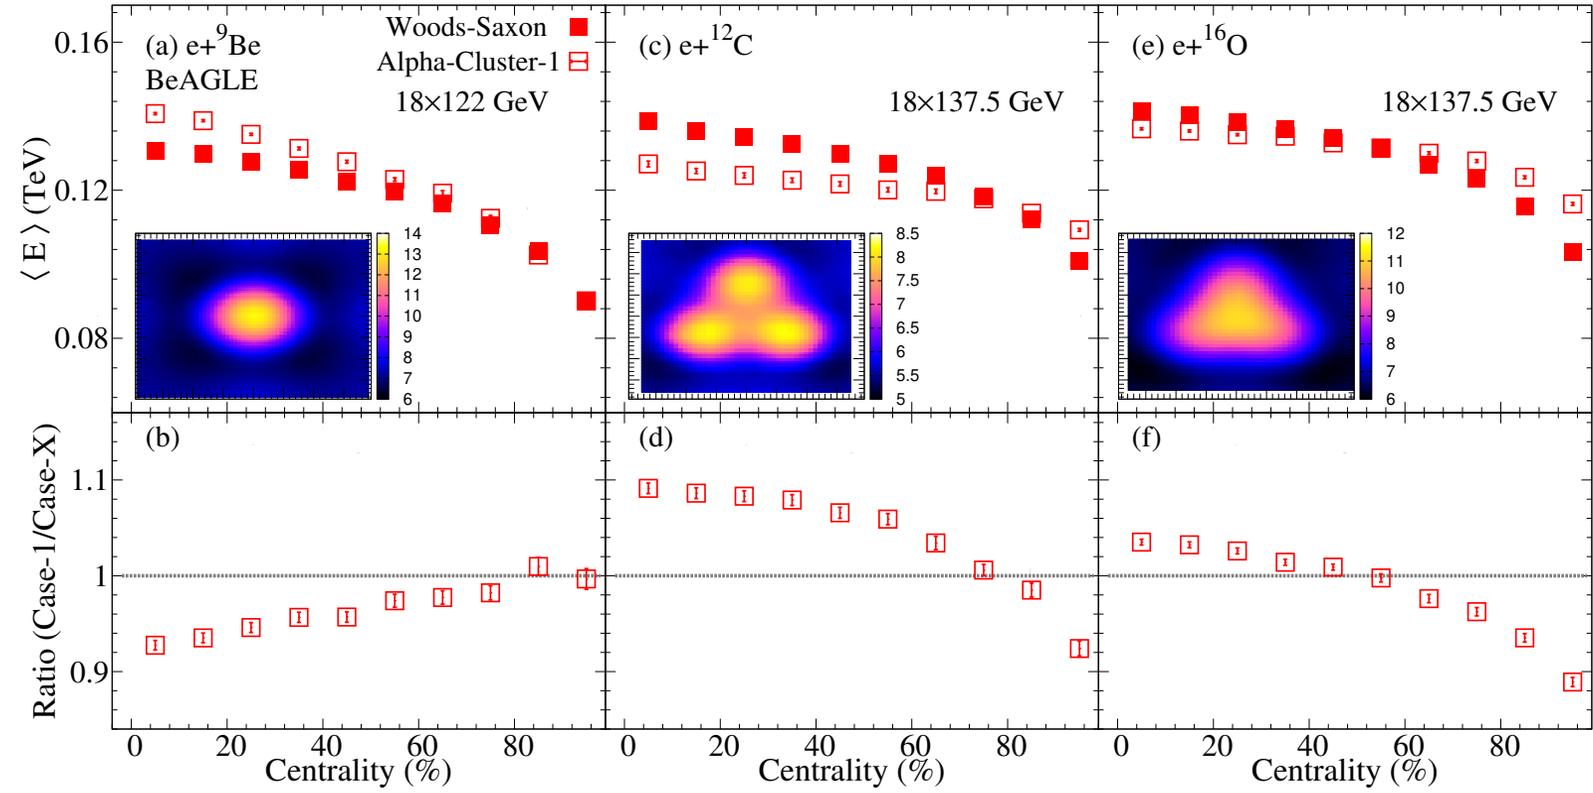 (a) e+⁹Be
BeAGLE
Woods-Saxon
Alpha-Cluster-1
18×122 GeV
(c) e+¹²C
18×137.5 GeV
(e) e+¹⁶O
18×137.5 GeV
⟨ E ⟩ (TeV)
0.16
0.12
0.08
14
13
12
11
10
9
8
7
6
8.5
8
7.5
7
6.5
6
5.5
5
12
11
10
9
8
7
6
(b)
(d)
(f)
Ratio (Case-1/Case-X)
1.1
1
0.9
0 20 40 60 80
0 20 40 60 80
0 20 40 60 80
Centrality (%)
Centrality (%)
Centrality (%)